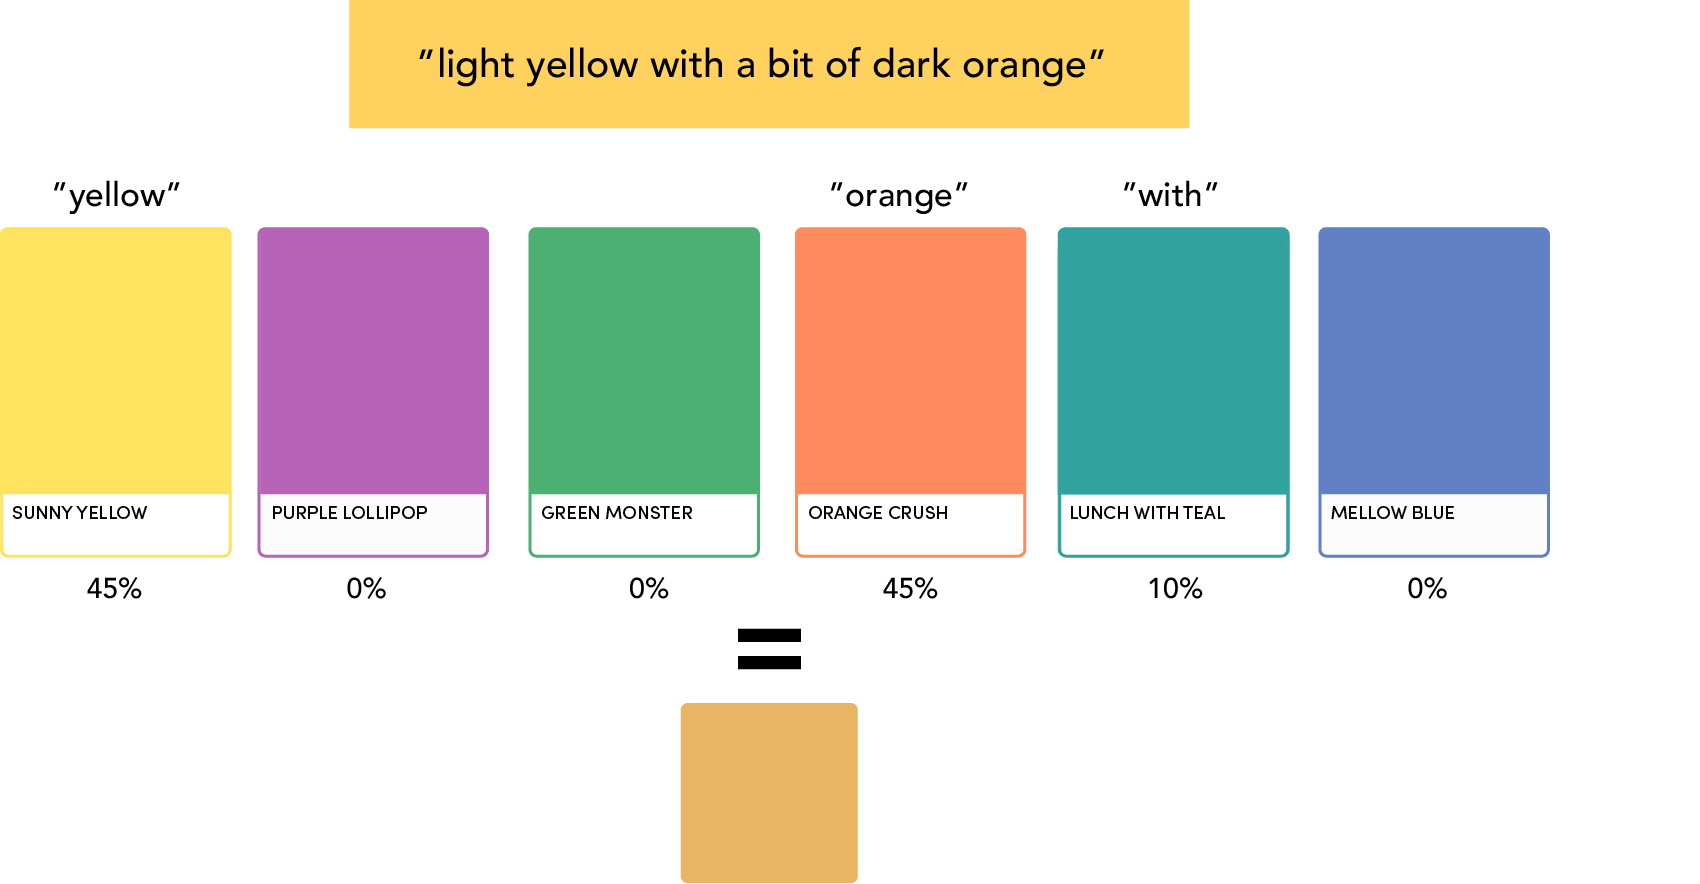 ”light yellow with a bit of dark orange”
”yellow”
”orange”
”with”
SUNNY YELLOW
PURPLE LOLLIPOP
GREEN MONSTER
ORANGE CRUSH
LUNCH WITH TEAL
MELLOW BLUE
45%
0%
0%
45%
10%
0%
=